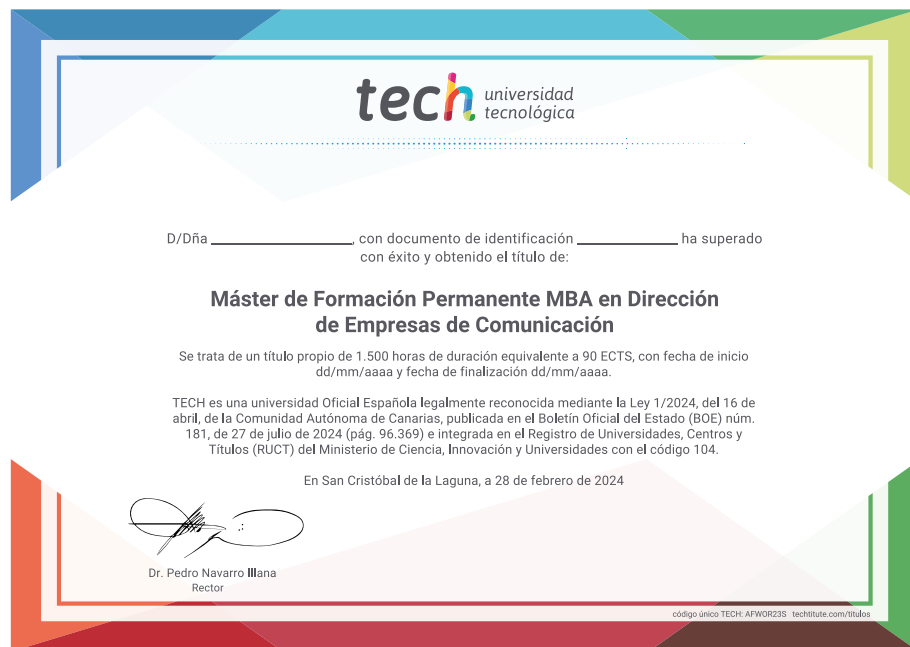 tech universidad
tecnológica
D/Dña ____________________, con documento de identificación ______________ ha superado
con éxito y obtenido el título de:
Máster de Formación Permanente MBA en Dirección
de Empresas de Comunicación
Se trata de un título propio de 1.500 horas de duración equivalente a 90 ECTS, con fecha de inicio
dd/mm/aaaa y fecha de finalización dd/mm/aaaa.
TECH es una universidad Oficial Española legalmente reconocida mediante la Ley 1/2024, del 16 de
abril, de la Comunidad Autónoma de Canarias, publicada en el Boletín Oficial del Estado (BOE) núm.
181, de 27 de julio de 2024 (pág. 96.369) e integrada en el Registro de Universidades, Centros y
Títulos (RUCT) del Ministerio de Ciencia, Innovación y Universidades con el código 104.
En San Cristóbal de la Laguna, a 28 de febrero de 2024
Dr. Pedro Navarro Illana
Rector
código único TECH: AFWOR23S techtitute.com/titulos